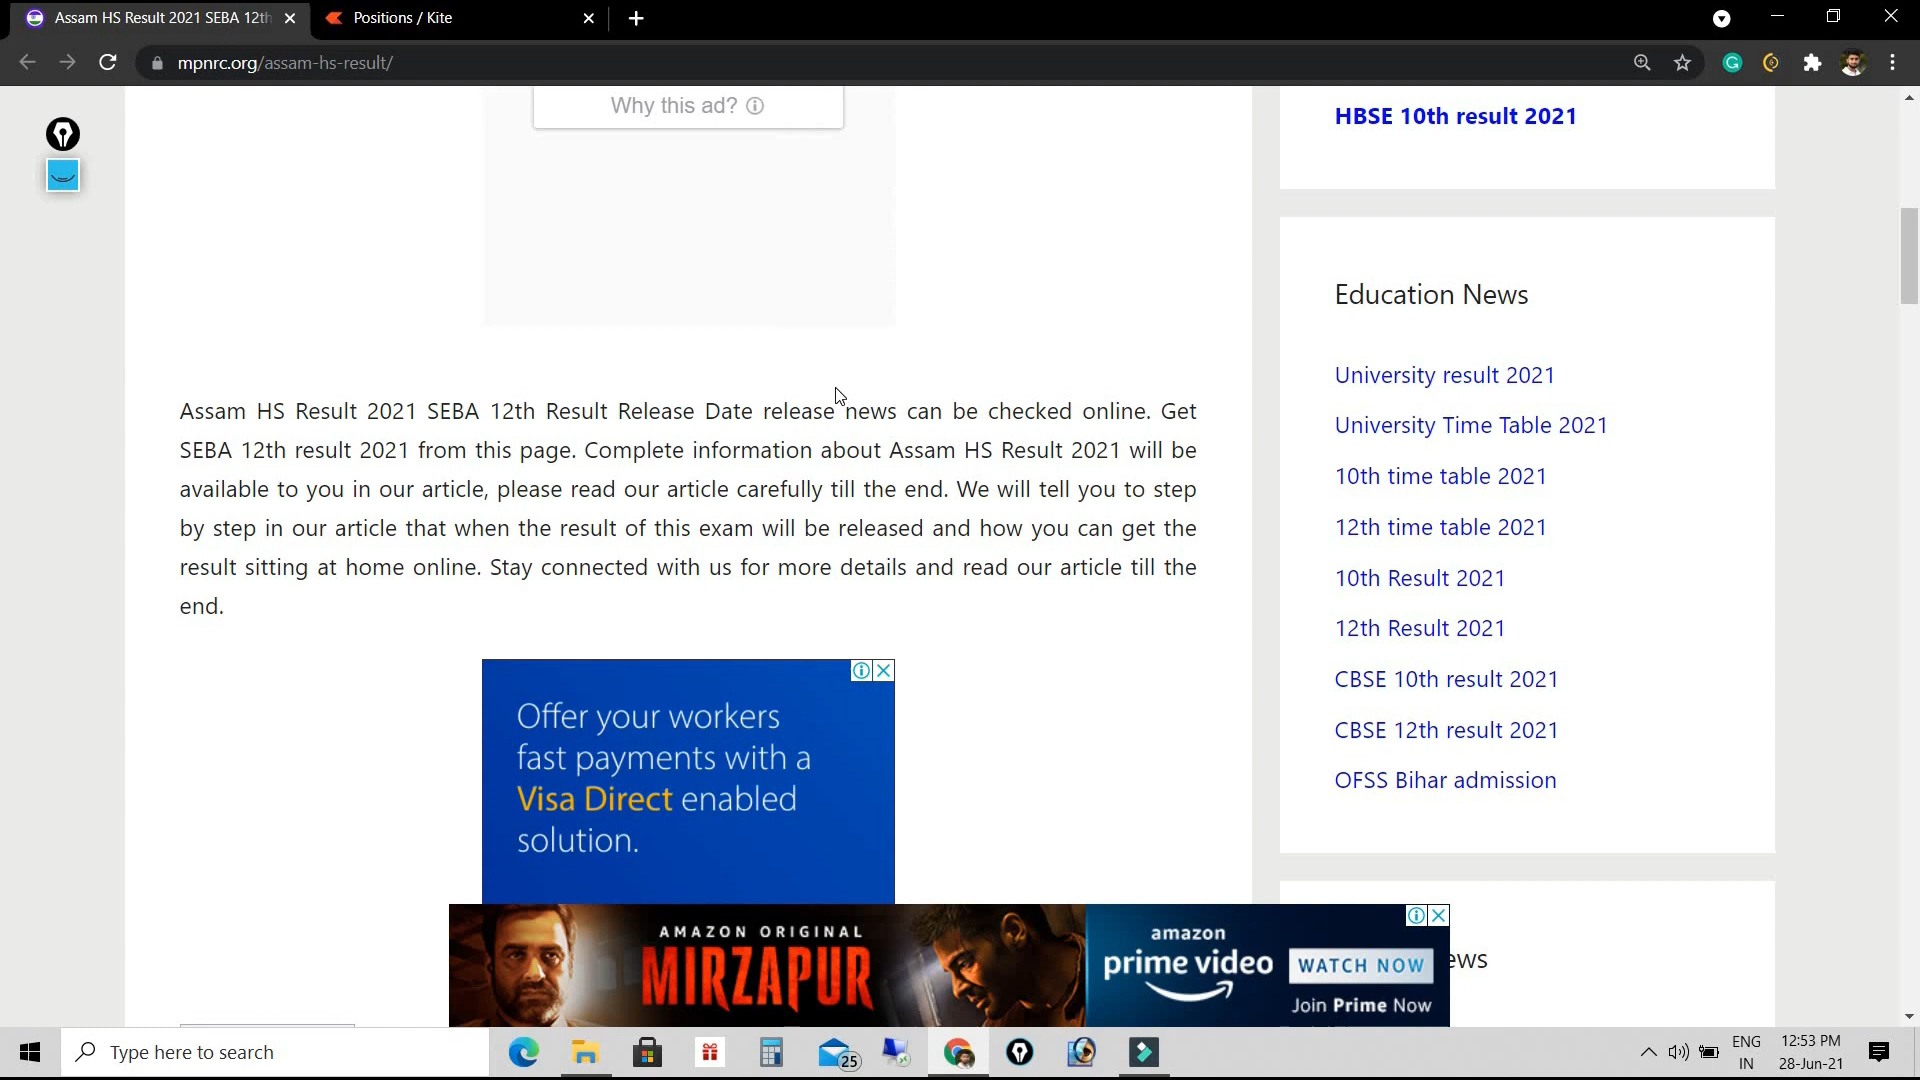 Assam HS Result 2021 SEBA 12th
Positions / Kite
mpnrc.org/assam-hs-result/
Why this ad?
HBSE 10th result 2021
Education News
University result 2021
University Time Table 2021
10th time table 2021
12th time table 2021
10th Result 2021
12th Result 2021
CBSE 10th result 2021
CBSE 12th result 2021
OFSS Bihar admission
Assam HS Result 2021 SEBA 12th Result Release Date release news can be checked online. Get
SEBA 12th result 2021 from this page. Complete information about Assam HS Result 2021 will be
available to you in our article, please read our article carefully till the end. We will tell you to step
by step in our article that when the result of this exam will be released and how you can get the
result sitting at home online. Stay connected with us for more details and read our article till the
end.
Offer your workers
fast payments with a
Visa Direct enabled
solution.
AMAZON ORIGINAL
MIRZAPUR
amazon
prime video
WATCH NOW
Join Prime Now
ews
Type here to search
25
ENG
IN
12:53 PM
28-Jun-21